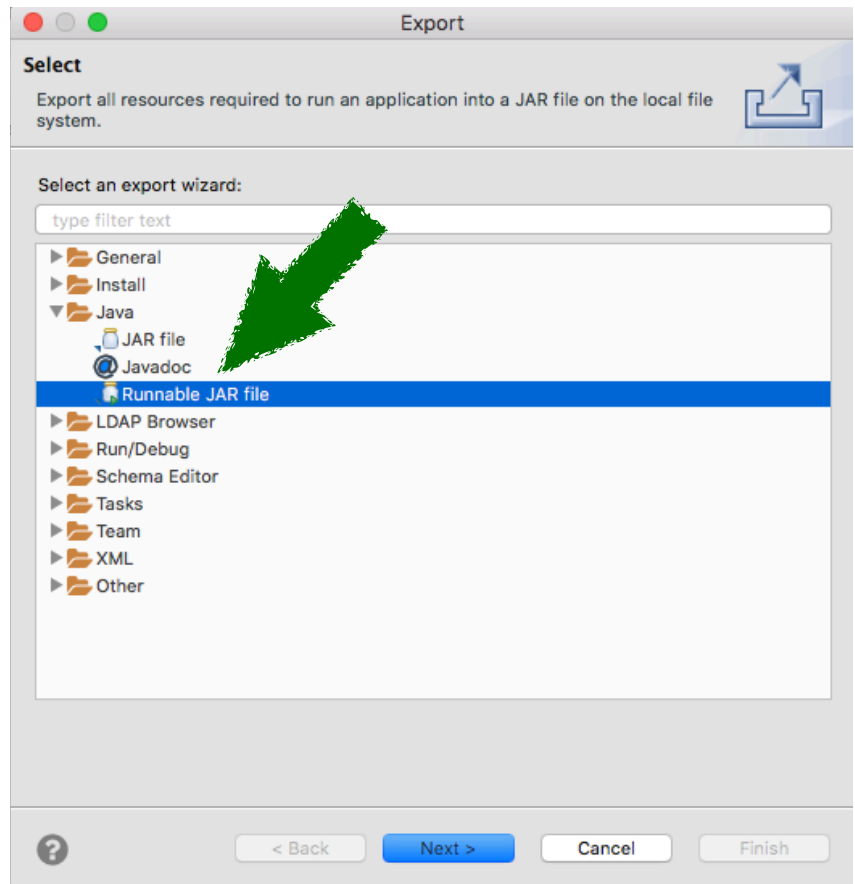 Export
Select
Export all resources required to run an application into a JAR file on the local file
system.
Select an export wizard:
type filter text
General
Install
Java
JAR file
Javadoc
Runnable JAR file
LDAP Browser
Run/Debug
Schema Editor
Tasks
Team
XML
Other
< Back
Next >
Cancel
Finish